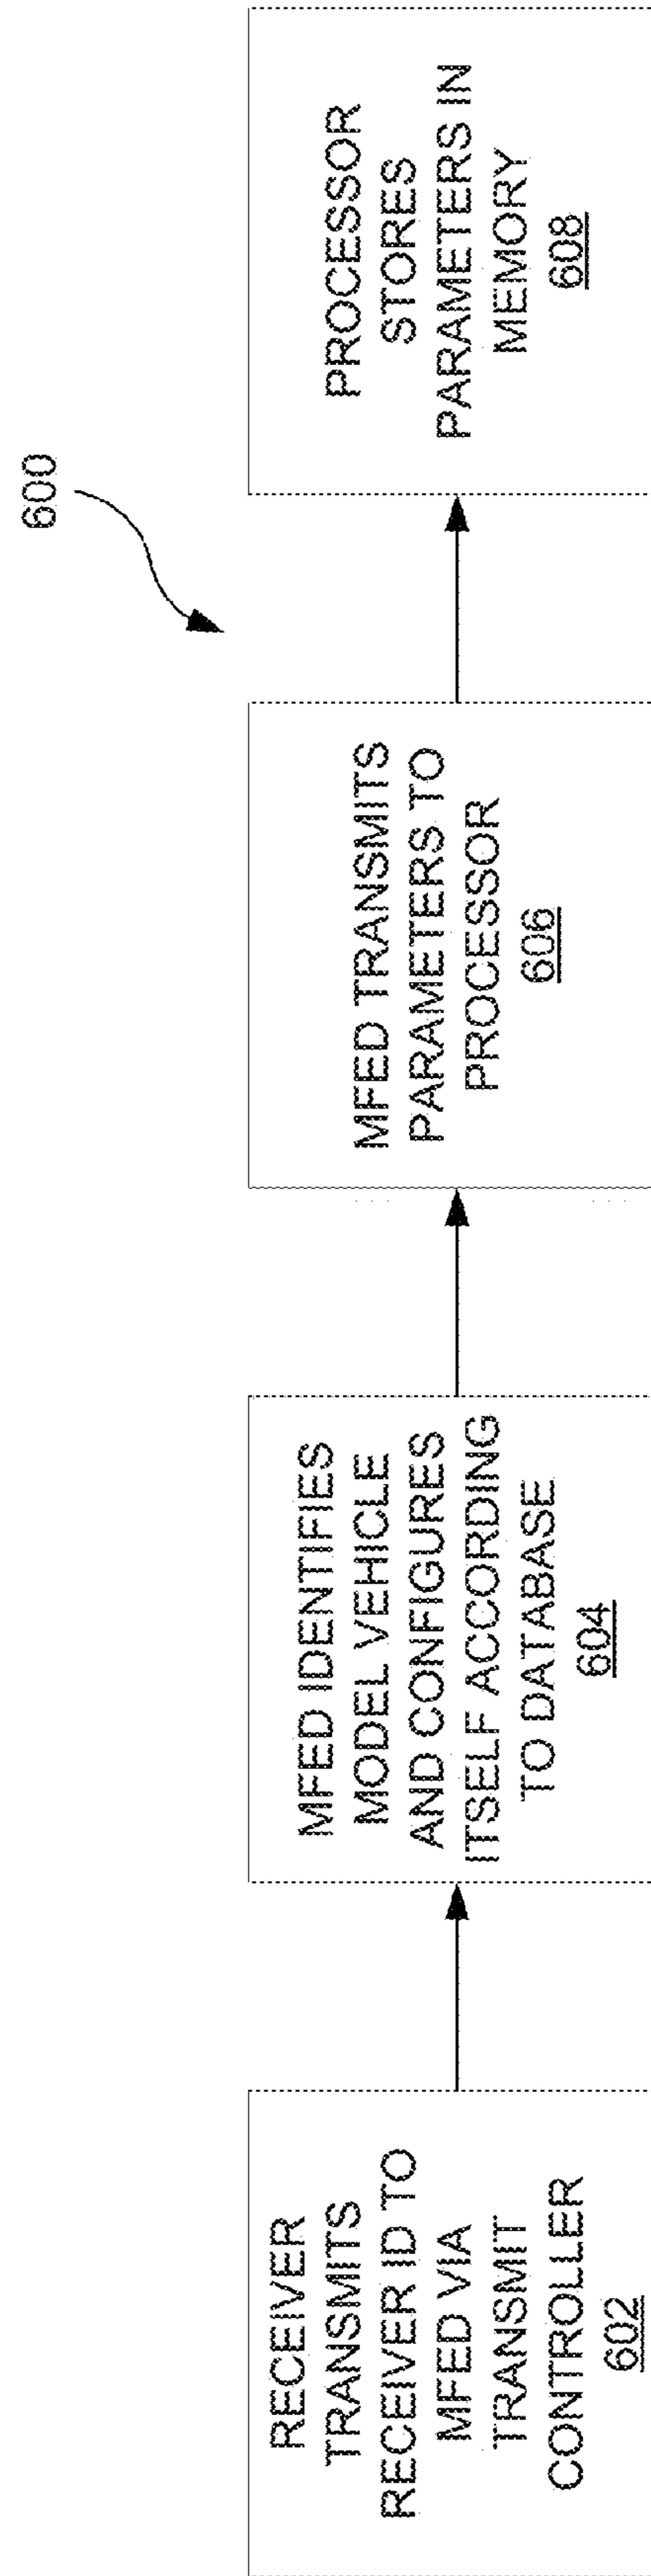 600
RECEIVER
TRANSMITS
RECEIVER ID TO
MFED VIA
TRANSMIT
CONTROLLER
602
MFED IDENTIFIES
MODEL VEHICLE
AND CONFIGURES
ITSELF ACCORDING
TO DATABASE
604
MFED TRANSMITS
PARAMETERS TO
PROCESSOR
606
PROCESSOR
STORES
PARAMETERS IN
MEMORY
608